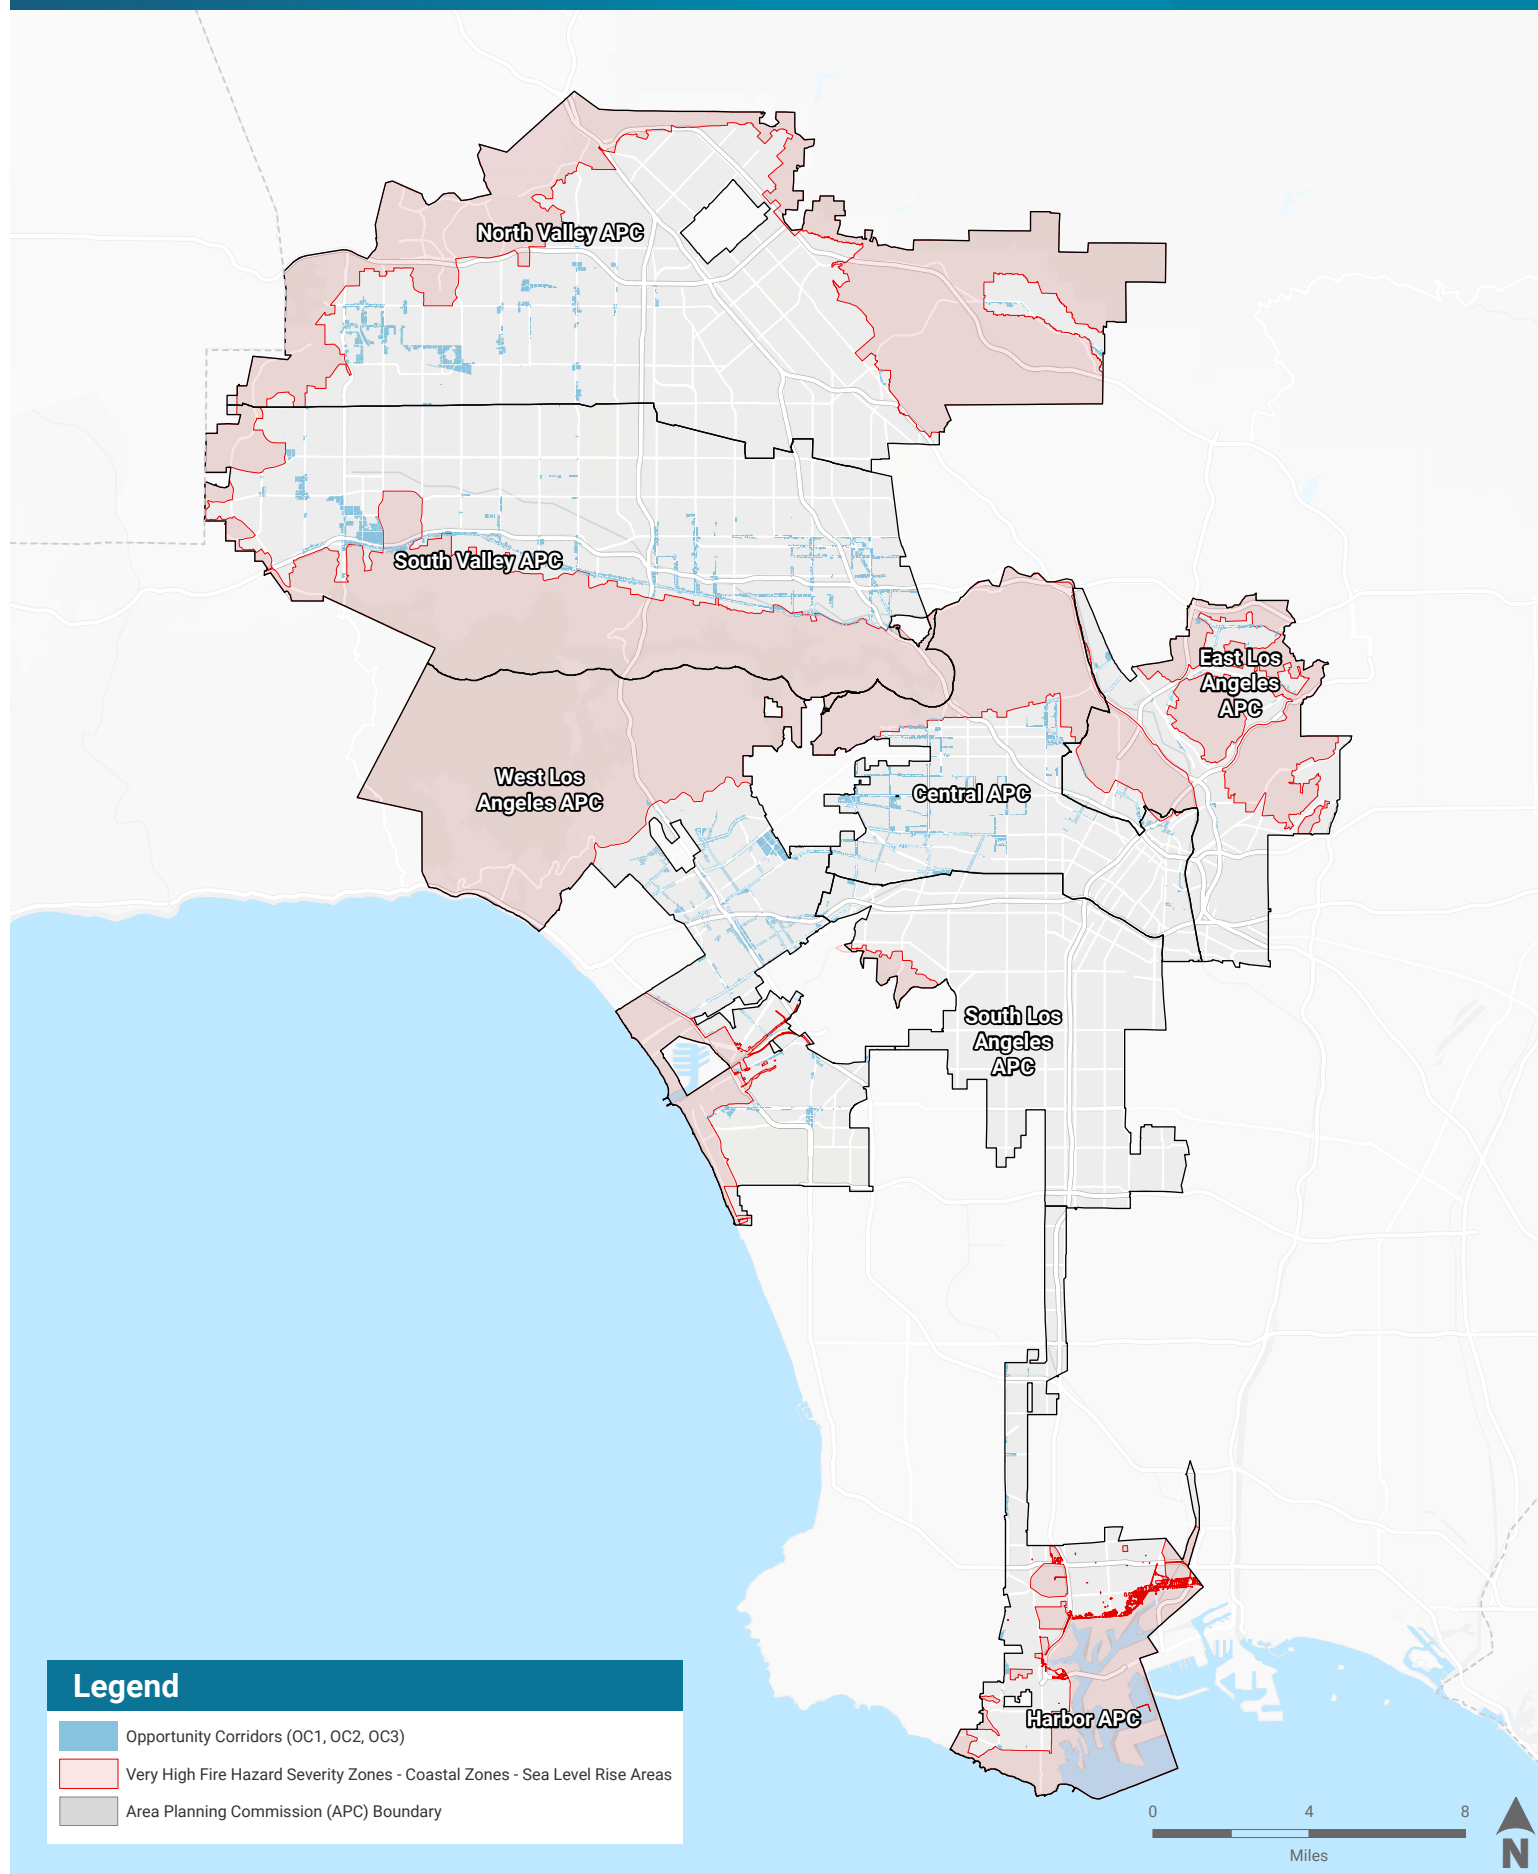 North Valley APC
South Valley APC
East Los
Angeles
APC
West Los
Angeles APC
Central APC
South Los
Angeles
APC
Harbor APC
Legend
Opportunity Corridors (OC1, OC2, OC3)
Very High Fire Hazard Severity Zones - Coastal Zones - Sea Level Rise Areas
Area Planning Commission (APC) Boundary
0 4 8
Miles
N